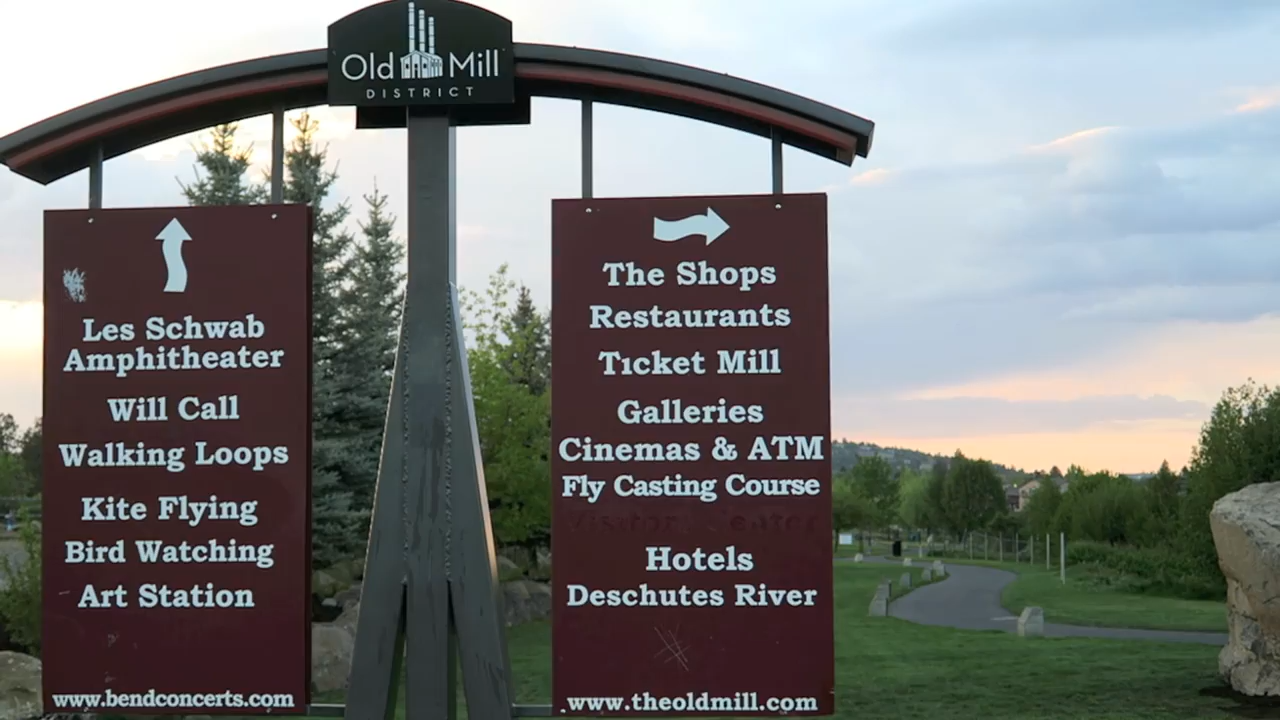 Old Mill
DISTRICT
Les Schwab
Amphitheater
Will Call
Walking Loops
Kite Flying
Bird Watching
Art Station
www.bendconcerts.com
The Shops
Restaurants
Ticket Mill
Galleries
Cinemas & ATM
Fly Casting Course
Visitor Center
Hotels
Deschutes River
www.theoldmill.com